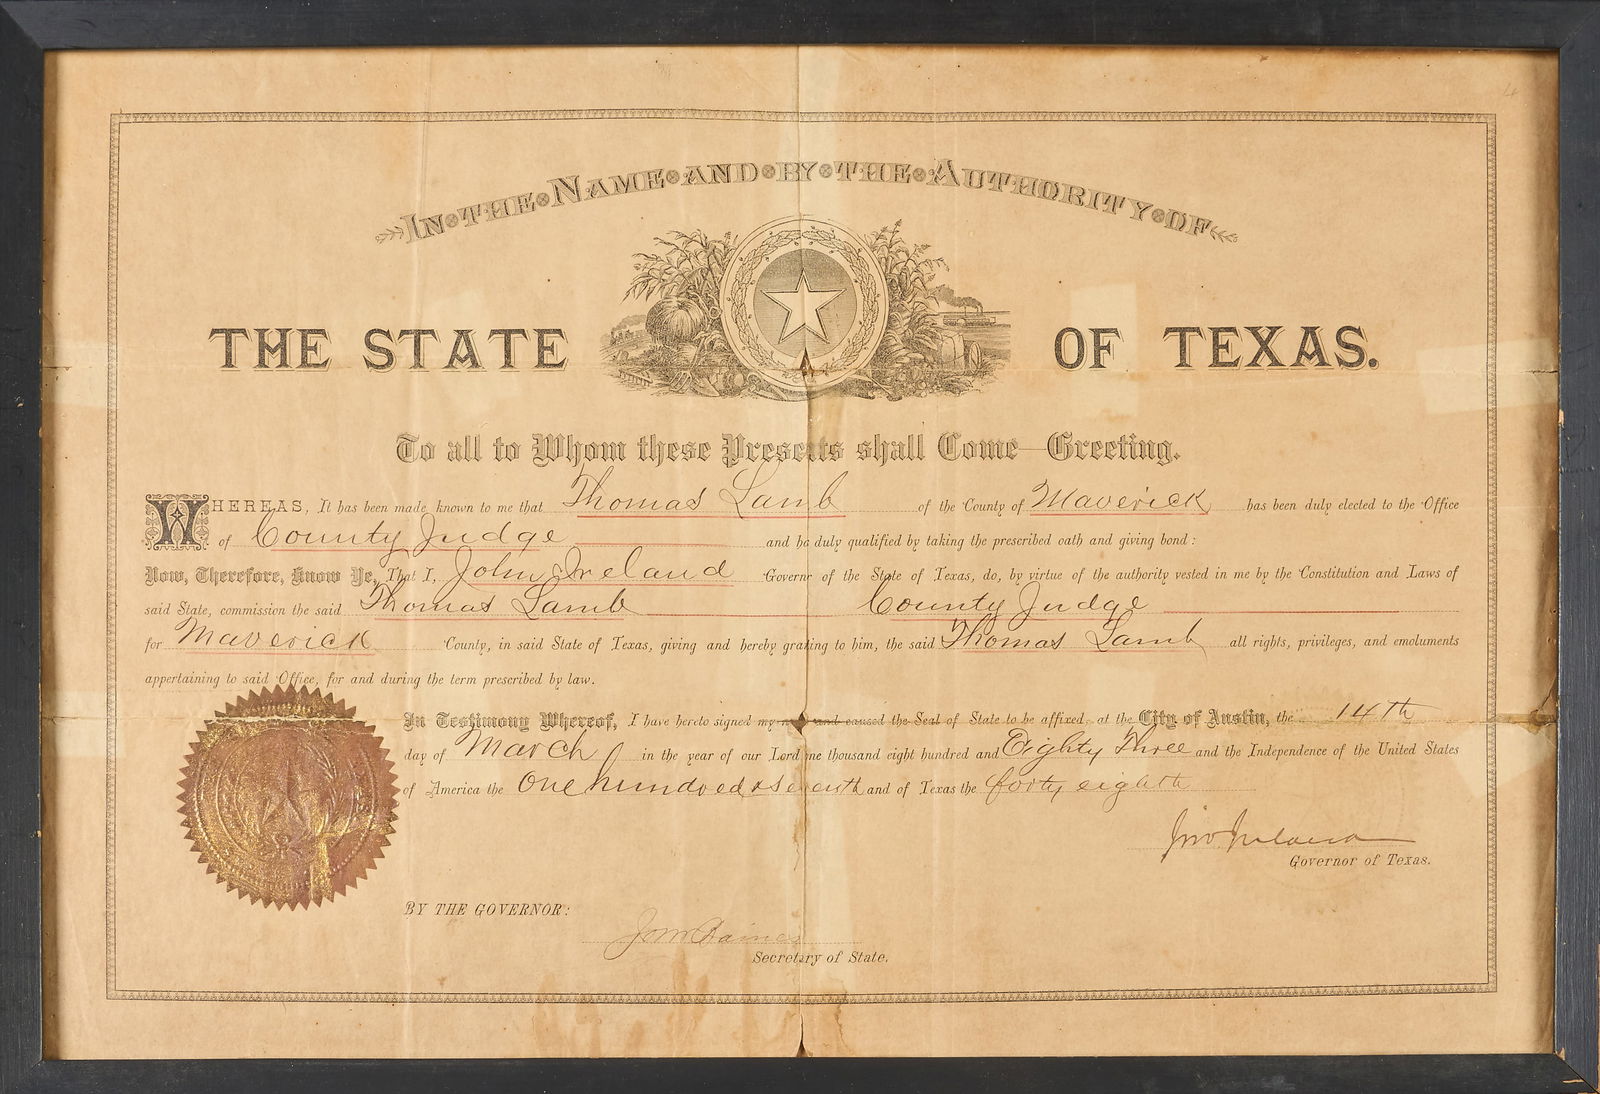 IN THE NAME AND BY THE AUTHORITY OF
THE STATE OF TEXAS.
To all to Whom these Presents shall Come Greeting.
WHEREAS, It has been made known to me that Thomas Lamb of the County of Maverick has been duly elected to the Office
of County Judge and he duly qualified by taking the prescribed oath and giving bond:
Now, Therefore, Know Ye, That I, John Ireland Governor of the State of Texas, do, by virtue of the authority vested in me by the Constitution and Laws of
said State, commission the said Thomas Lamb County Judge
for Maverick County, in said State of Texas, giving and hereby granting to him, the said Thomas Lamb all rights, privileges, and emoluments
appertaining to said Office, for and during the term prescribed by law.
In Testimony Whereof, I have hereto signed my and caused the Seal of State to be affixed, at the City of Austin, the 14th
day of March in the year of our Lord one thousand eight hundred and Eighty Three and the Independence of the United States
of America the One hundred & seventh and of Texas the forty eighth
Jno Ireland
Governor of Texas.
BY THE GOVERNOR:
Baines
Secretary of State.